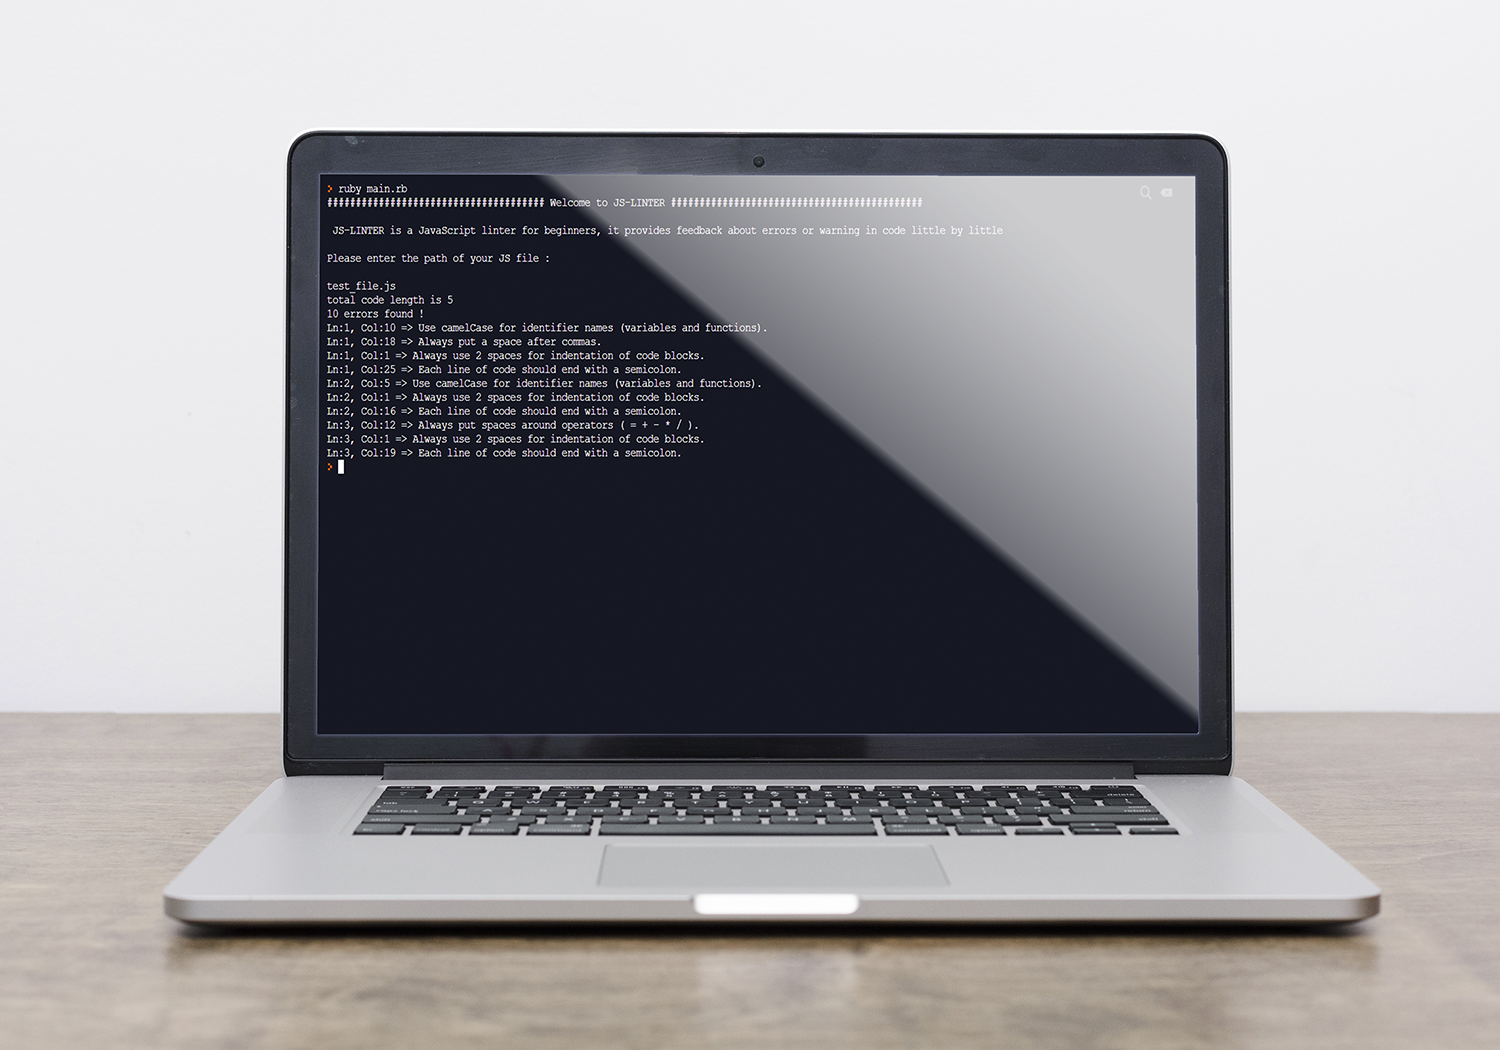 > ruby main.rb
###################################### Welcome to JS-LINTER ############################################
JS-LINTER is a JavaScript linter for beginners, it provides feedback about errors or warning in code little by little
Please enter the path of your JS file :
test_file.js
total code length is 5
10 errors found !
Ln:1, Col:10 => Use camelCase for identifier names (variables and functions).
Ln:1, Col:18 => Always put a space after commas.
Ln:1, Col:1 => Always use 2 spaces for indentation of code blocks.
Ln:1, Col:25 => Each line of code should end with a semicolon.
Ln:2, Col:5 => Use camelCase for identifier names (variables and functions).
Ln:2, Col:1 => Always use 2 spaces for indentation of code blocks.
Ln:2, Col:16 => Each line of code should end with a semicolon.
Ln:3, Col:12 => Always put spaces around operators ( = + - * / ).
Ln:3, Col:1 => Always use 2 spaces for indentation of code blocks.
Ln:3, Col:19 => Each line of code should end with a semicolon.
>